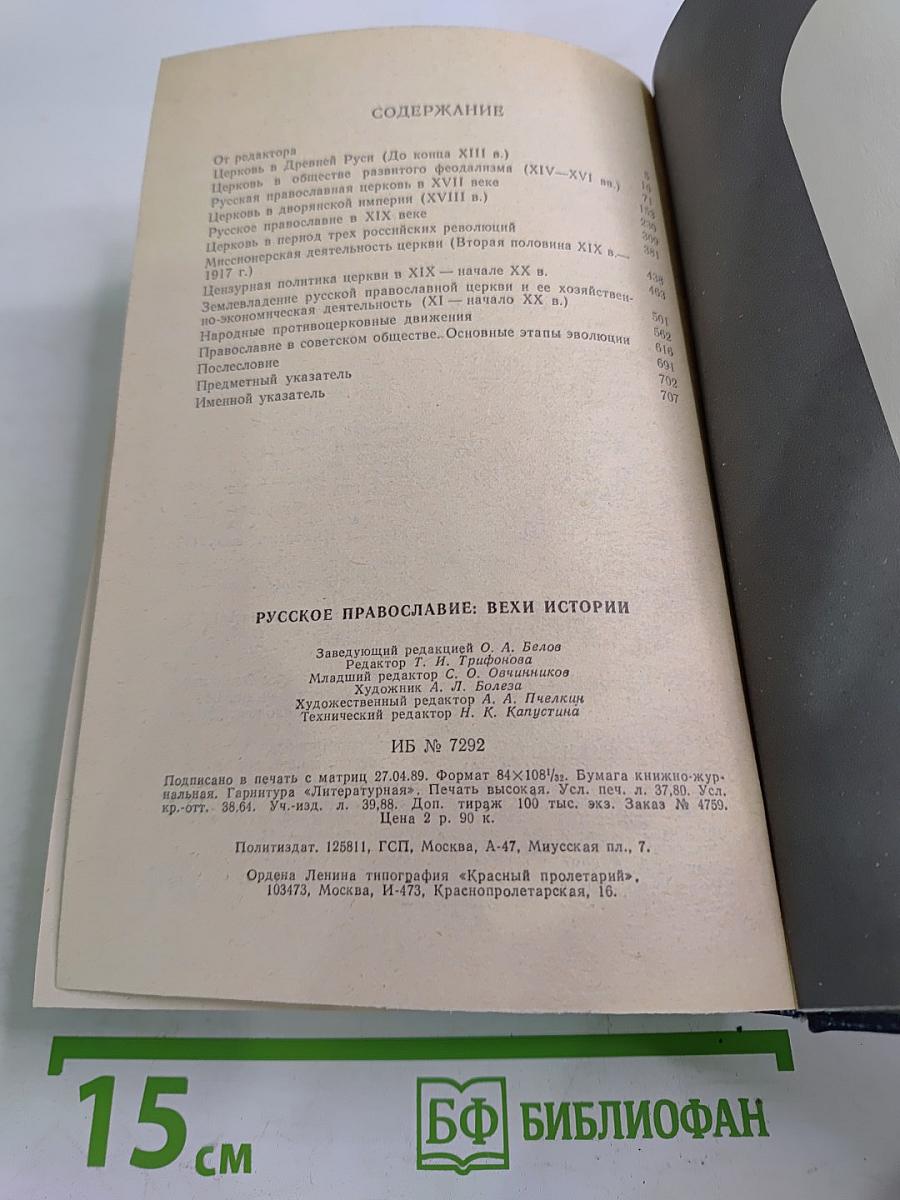 СОДЕРЖАНИЕ
От редактора 5
Церковь в Древней Руси (До конца XIII в.) 10
Церковь в обществе развитого феодализма (XIV—XVI вв.) 71
Русская православная церковь в XVII веке 153
Церковь в дворянской империи (XVIII в.) 230
Русское православие в XIX веке 309
Церковь в период трех российских революций 381
Миссионерская деятельность церкви (Вторая половина XIX в.—
1917 г.) 438
Цензурная политика церкви в XIX — начале XX в. 463
Землевладение русской православной церкви и ее хозяйствен-
но-экономическая деятельность (XI — начало XX в.) 501
Народные противоцерковные движения 562
Православие в советском обществе. Основные этапы эволюции 616
Послесловие 691
Предметный указатель 702
Именной указатель 707
РУССКОЕ ПРАВОСЛАВИЕ: ВЕХИ ИСТОРИИ
Заведующий редакцией О. А. Белов
Редактор Т. И. Трифонова
Младший редактор С. О. Овчинников
Художник А. Л. Болеза
Художественный редактор А. А. Пчелкин
Технический редактор Н. К. Капустина
ИБ № 7292
Подписано в печать с матриц 27.04.89. Формат 84×108¹/₃₂. Бумага книжно-жур-
нальная. Гарнитура «Литературная». Печать высокая. Усл. печ. л. 37,80. Усл.
кр.-отт. 38,64. Уч.-изд. л. 39,88. Доп. тираж 100 тыс. экз. Заказ № 4759.
Цена 2 р. 90 к.
Политиздат. 125811, ГСП, Москва, А-47, Миусская пл., 7.
Ордена Ленина типография «Красный пролетарий».
103473, Москва, И-473, Краснопролетарская, 16.
15 см
БФ БИБЛИОФАН